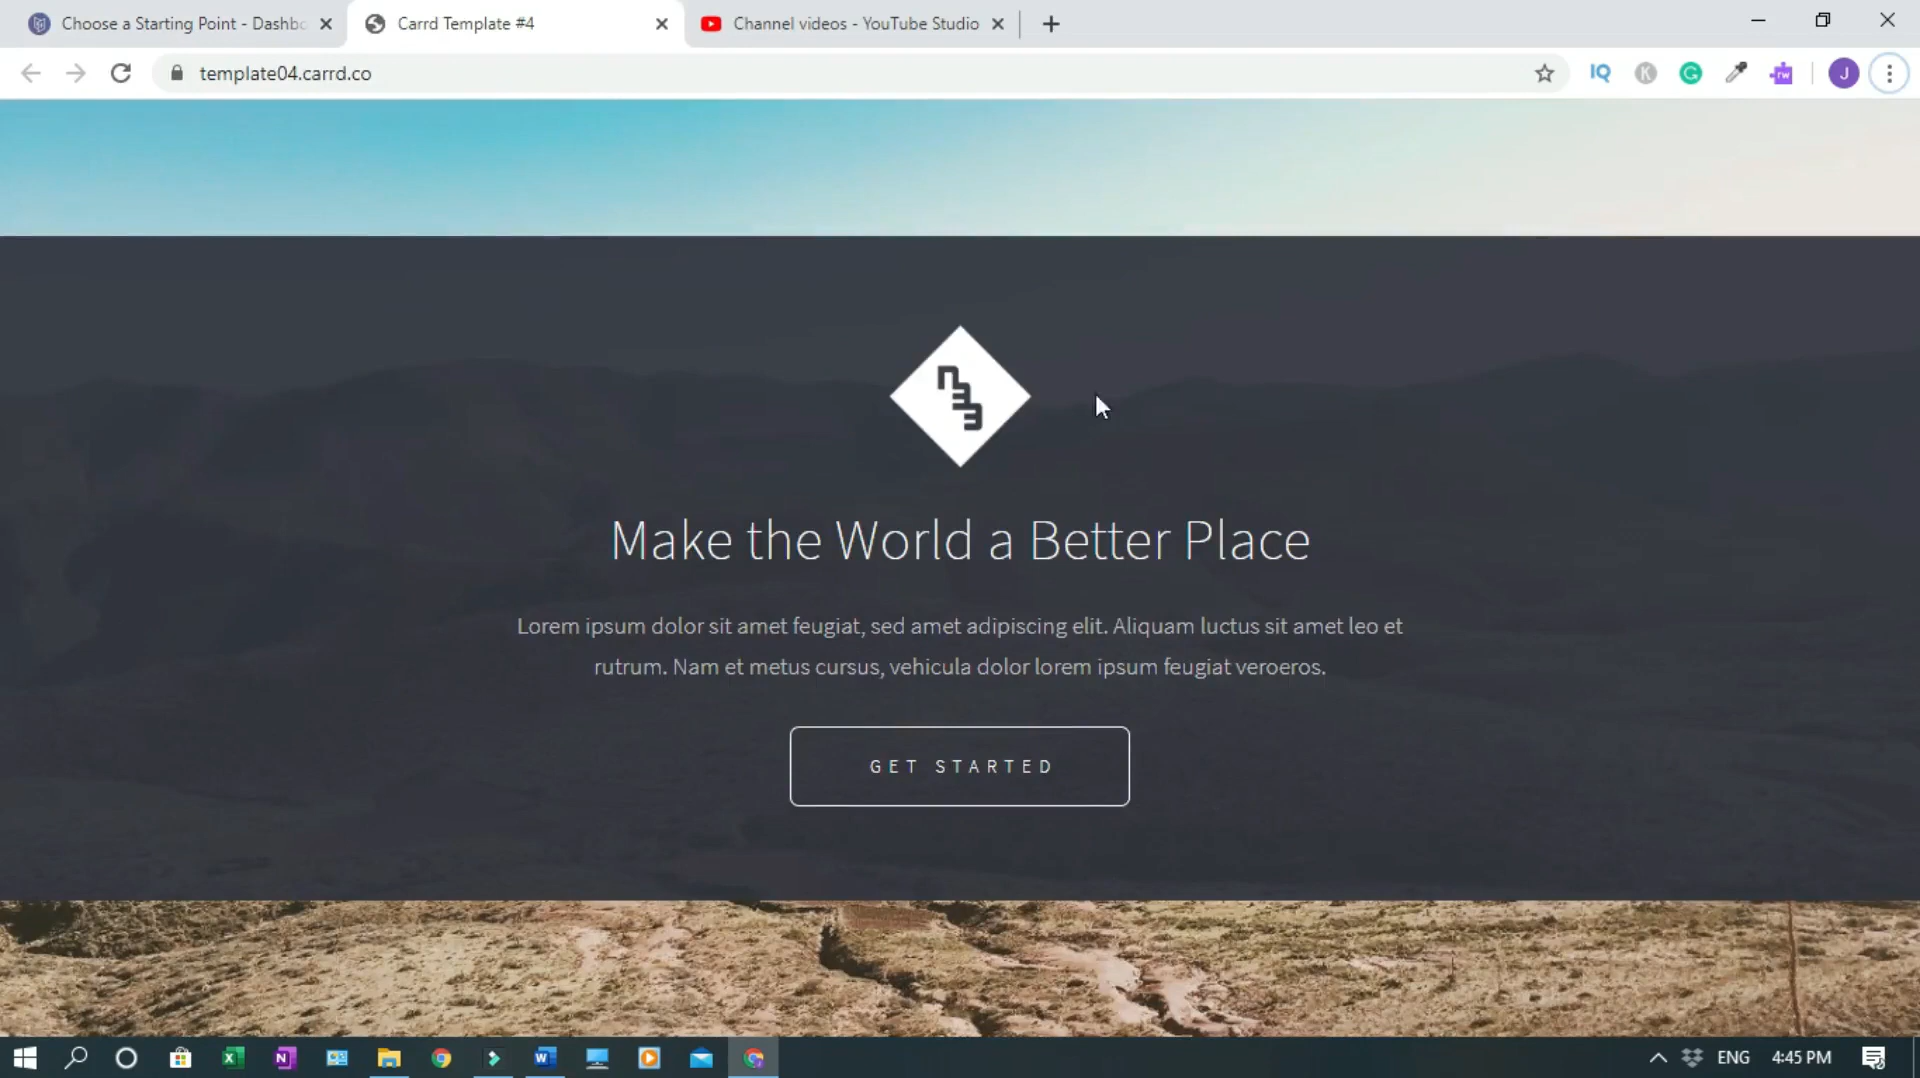 Choose a Starting Point - Dashbo
Carrd Template #4
Channel videos - YouTube Studio
template04.carrd.co
IQ
K
G
rw
J
Make the World a Better Place
Lorem ipsum dolor sit amet feugiat, sed amet adipiscing elit. Aliquam luctus sit amet leo et
rutrum. Nam et metus cursus, vehicula dolor lorem ipsum feugiat veroeros.
GET STARTED
ENG
4:45 PM